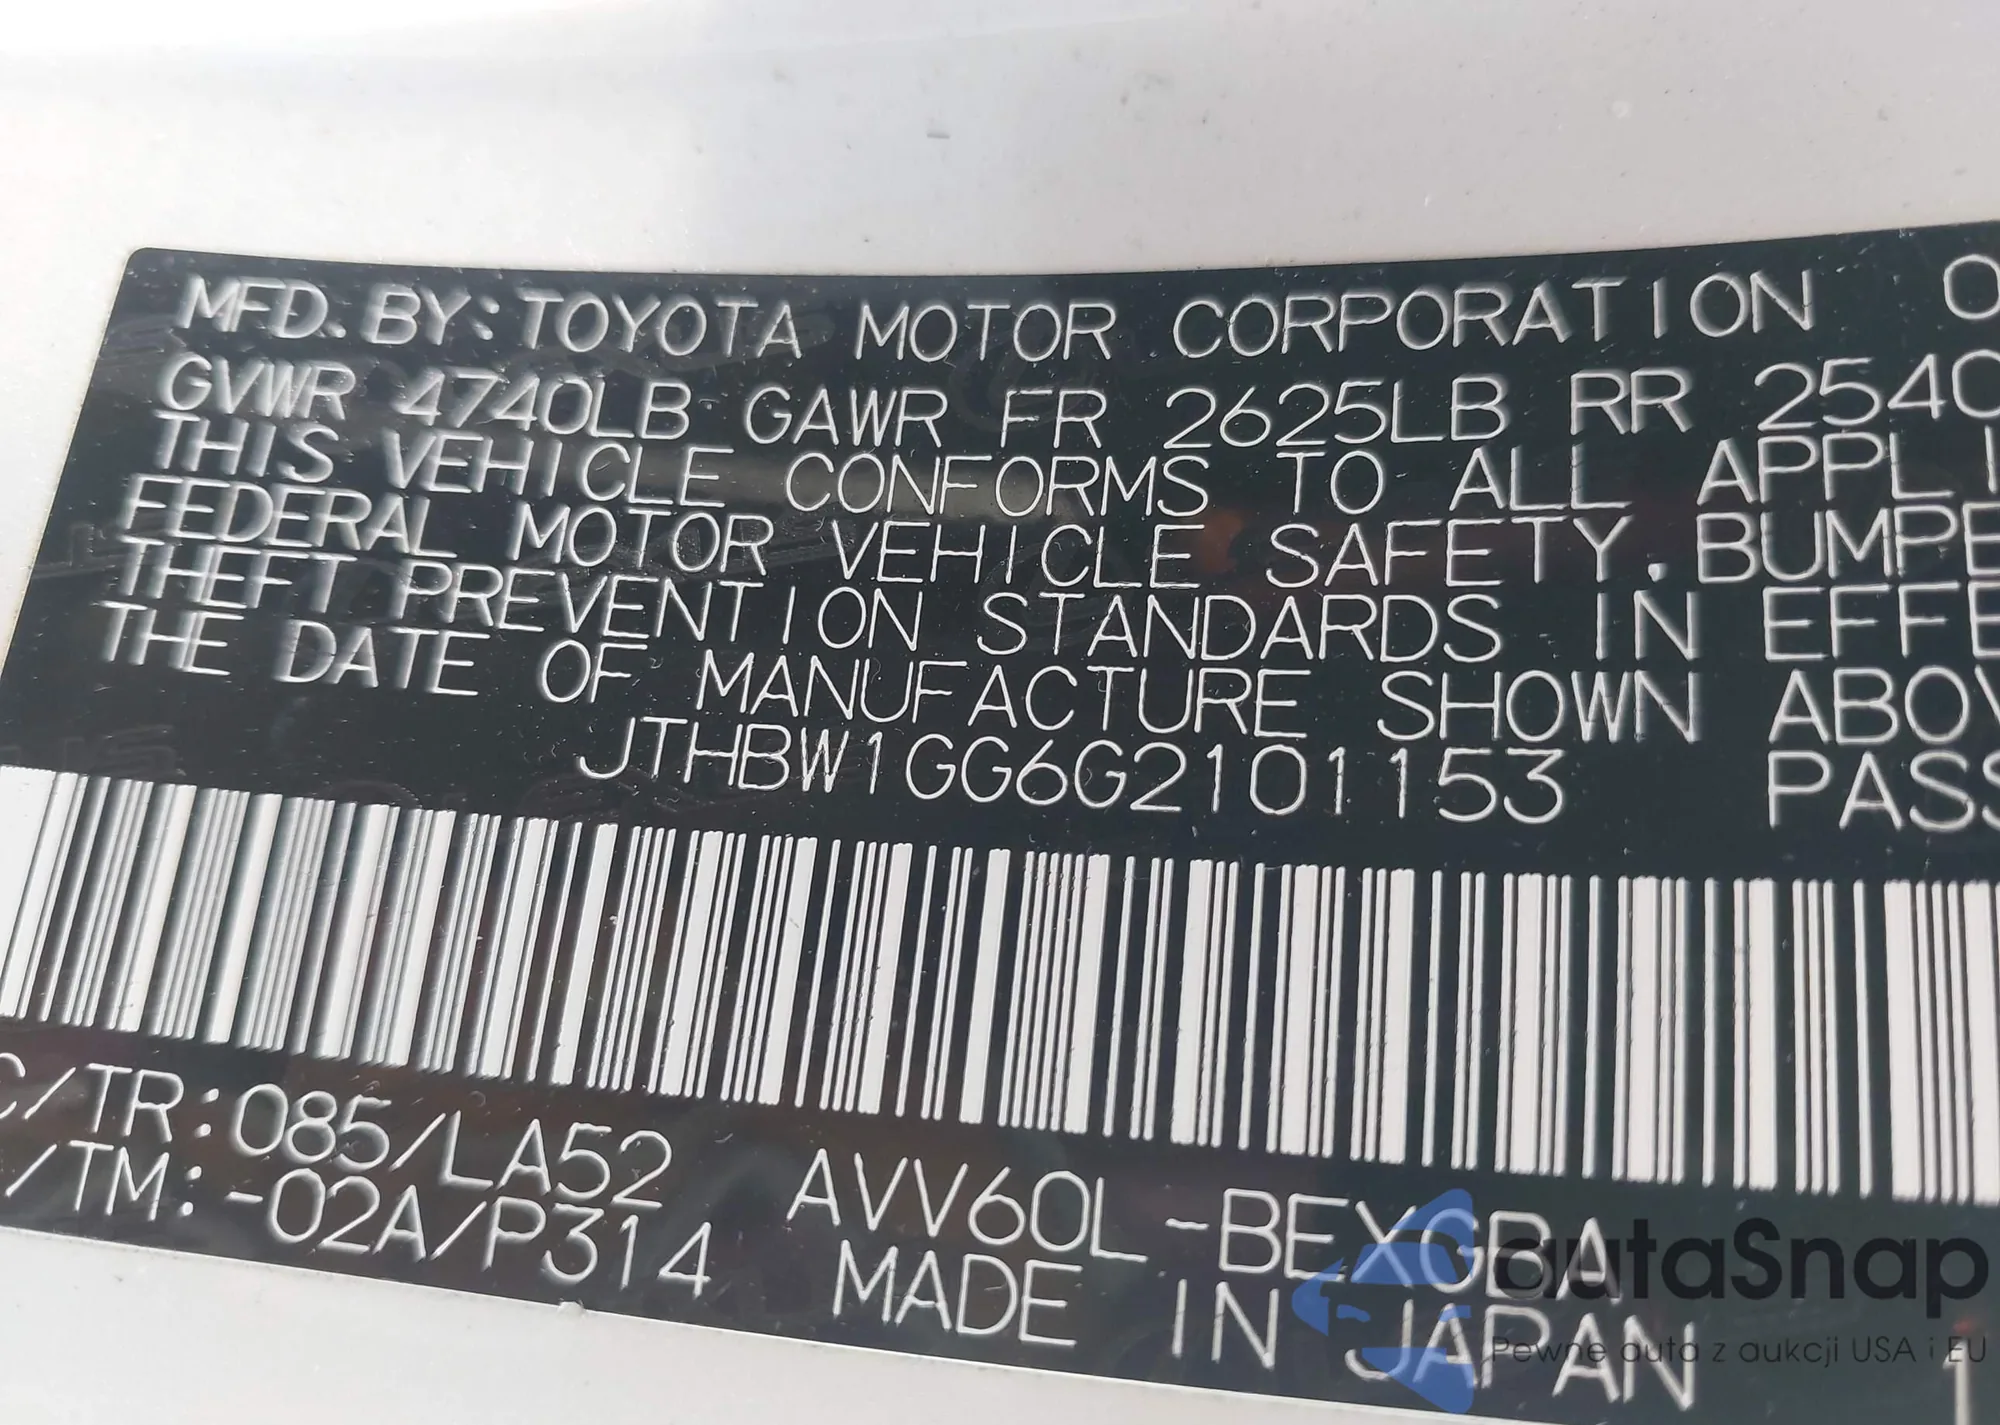 MFD. BY: TOYOTA MOTOR CORPORATION O
GVWR 4740LB GAWR FR 2625LB RR 2540
THIS VEHICLE CONFORMS TO ALL APPLI
FEDERAL MOTOR VEHICLE SAFETY, BUMPE
THEFT PREVENTION STANDARDS IN EFFE
THE DATE OF MANUFACTURE SHOWN ABOV
JTHBW1GG6G2101153 PASS
C/TR:085/LA52 AVV60L-BEXGBA
/TM:-02A/P314 MADE IN JAPAN 1
autaSnap
Pewne auta z aukcji USA i EU